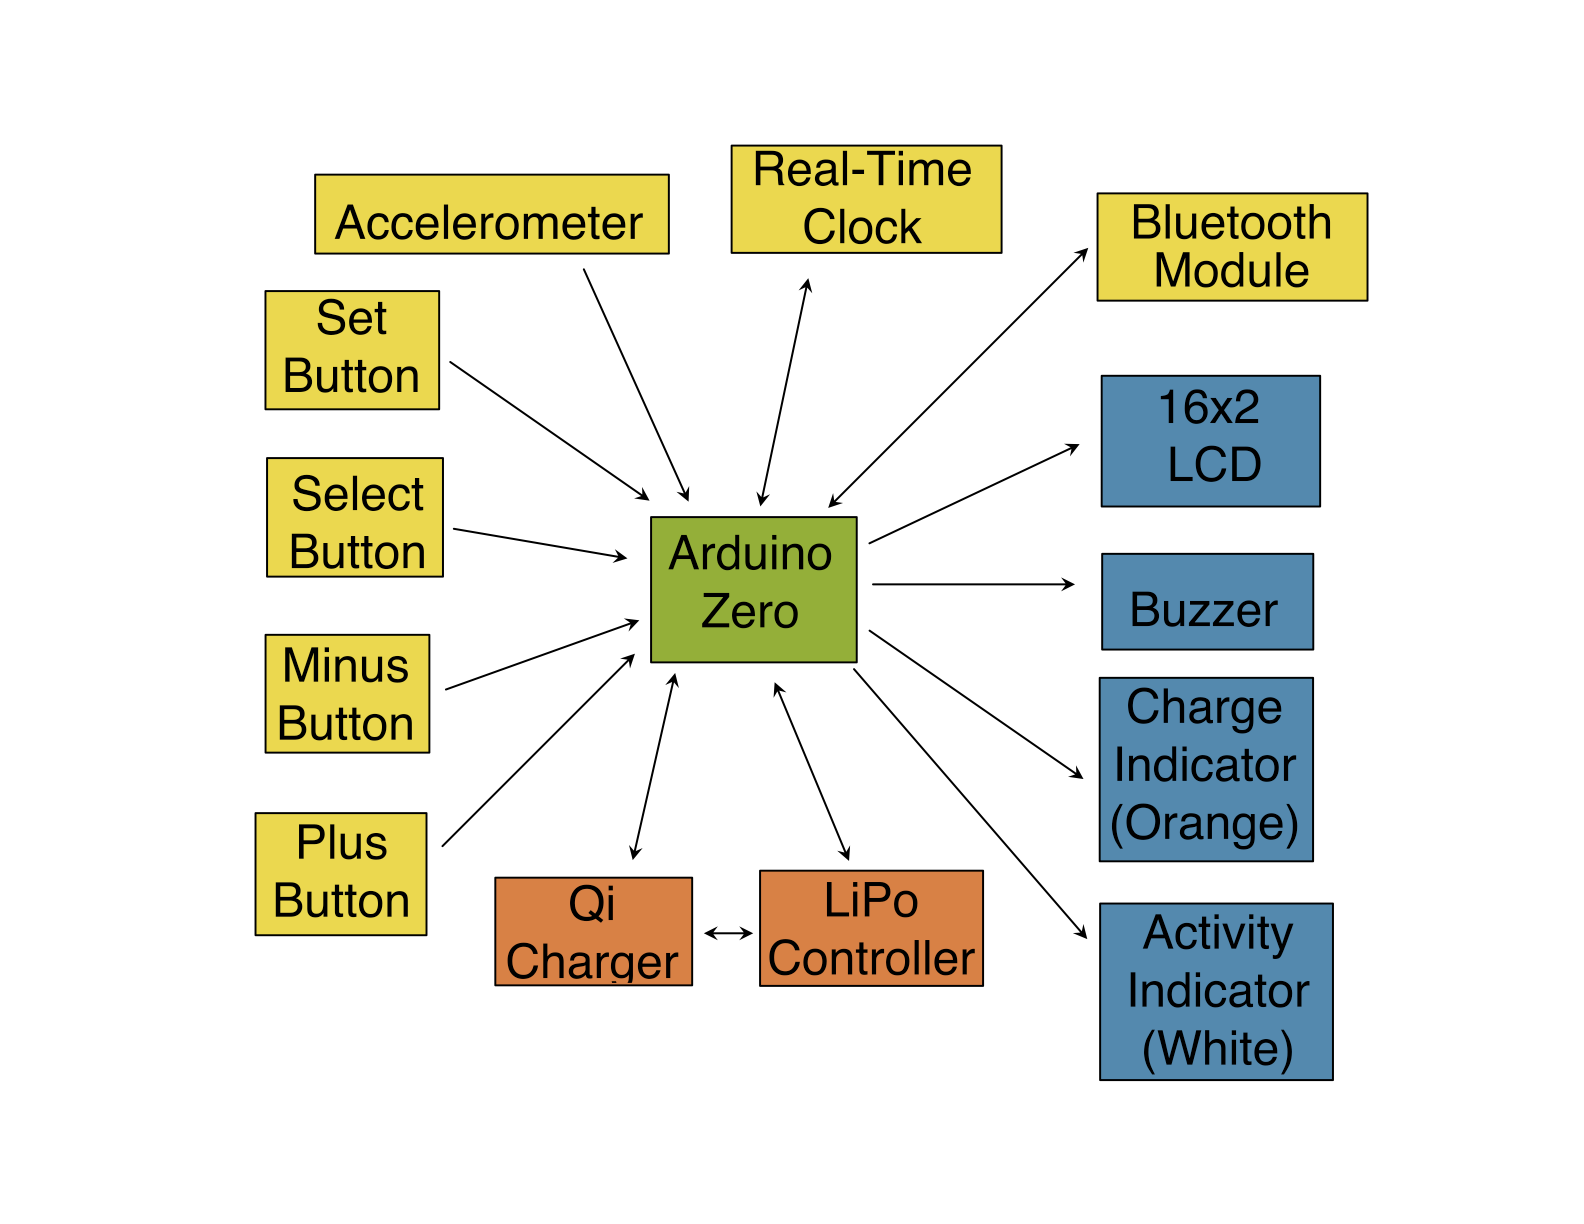 Accelerometer
Real-Time
Clock
Bluetooth
Module
Set
Button
16x2
LCD
Select
Button
Arduino
Zero
Buzzer
Minus
Button
Charge
Indicator
(Orange)
Plus
Button
Qi
Charger
LiPo
Controller
Activity
Indicator
(White)